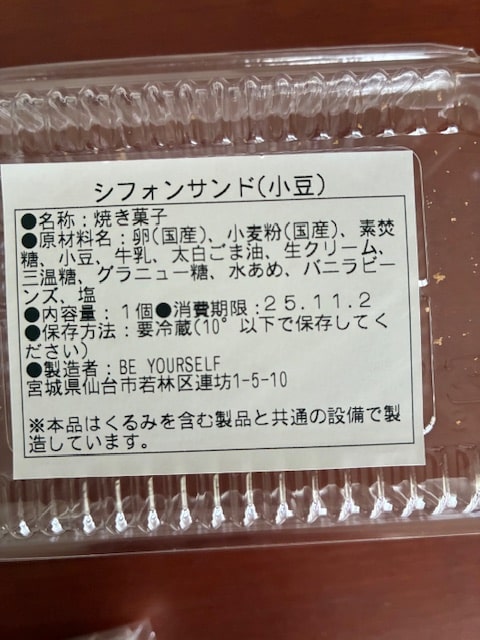 シフォンサンド(小豆)
●名称：焼き菓子
●原材料名：卵(国産)、小麦粉(国産)、素焚
糖、小豆、牛乳、太白ごま油、生クリーム、
三温糖、グラニュー糖、水あめ、バニラビー
ンズ、塩
●内容量：１個●消費期限：２５.１１.２
●保存方法：要冷蔵(10°以下で保存してく
ださい)
●製造者：BE YOURSELF
宮城県仙台市若林区連坊1-5-10
※本品はくるみを含む製品と共通の設備で製
造しています。